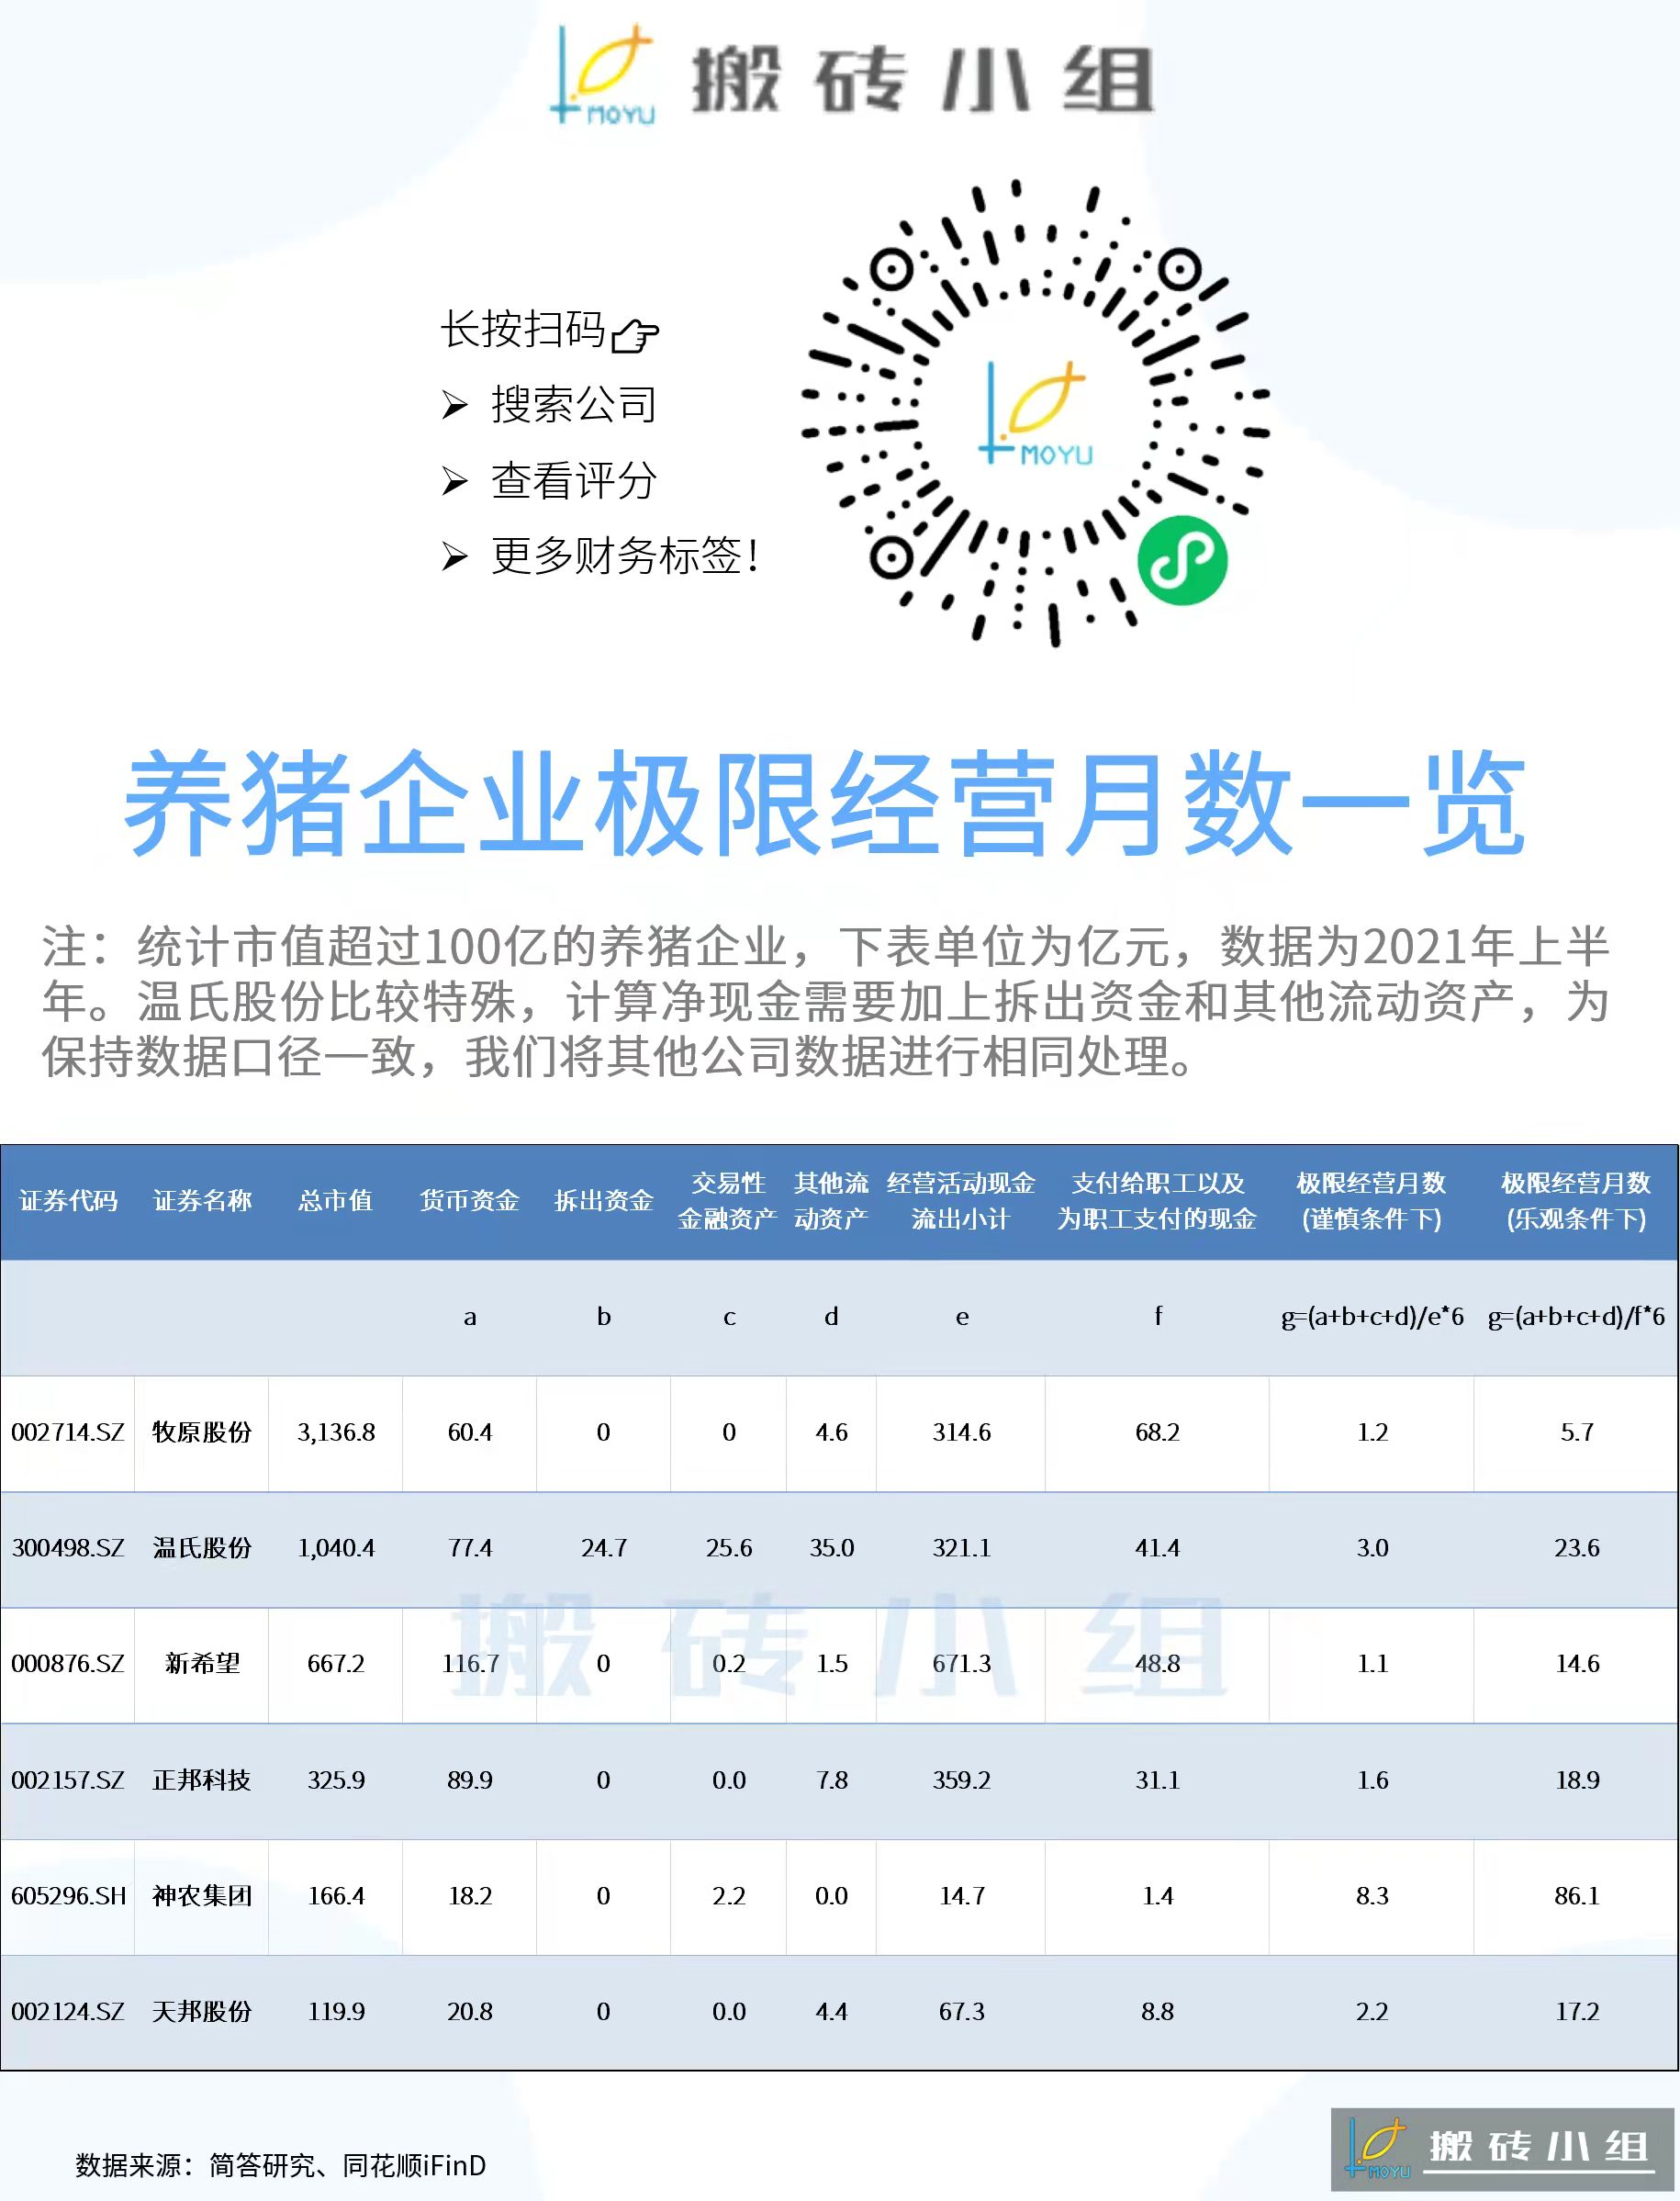 MOYU 搬砖小组
长按扫码
搜索公司
MOYU
查看评分
更多财务标签！
养猪企业极限经营月数一览
注：统计市值超过100亿的养猪企业，下表单位为亿元，数据为2021年上半
年。温氏股份比较特殊，计算净现金需要加上拆出资金和其他流动资产，为
保持数据口径一致，我们将其他公司数据进行相同处理。
证券代码 证券名称 总市值 货币资金 拆出资金 交易性金融资产 其他流动资产 经营活动现金流出小计 支付给职工以及为职工支付的现金 极限经营月数(谨慎条件下) 极限经营月数(乐观条件下)
a b c d e f g=(a+b+c+d)/e*6 g=(a+b+c+d)/f*6
002714.SZ 牧原股份 3,136.8 60.4 0 0 4.6 314.6 68.2 1.2 5.7
300498.SZ 温氏股份 1,040.4 77.4 24.7 25.6 35.0 321.1 41.4 3.0 23.6
搬砖小组
000876.SZ 新希望 667.2 116.7 0 0.2 1.5 671.3 48.8 1.1 14.6
002157.SZ 正邦科技 325.9 89.9 0 0.0 7.8 359.2 31.1 1.6 18.9
605296.SH 神农集团 166.4 18.2 0 2.2 0.0 14.7 1.4 8.3 86.1
002124.SZ 天邦股份 119.9 20.8 0 0.0 4.4 67.3 8.8 2.2 17.2
数据来源：简答研究、同花顺iFinD
MOYU 搬砖小组